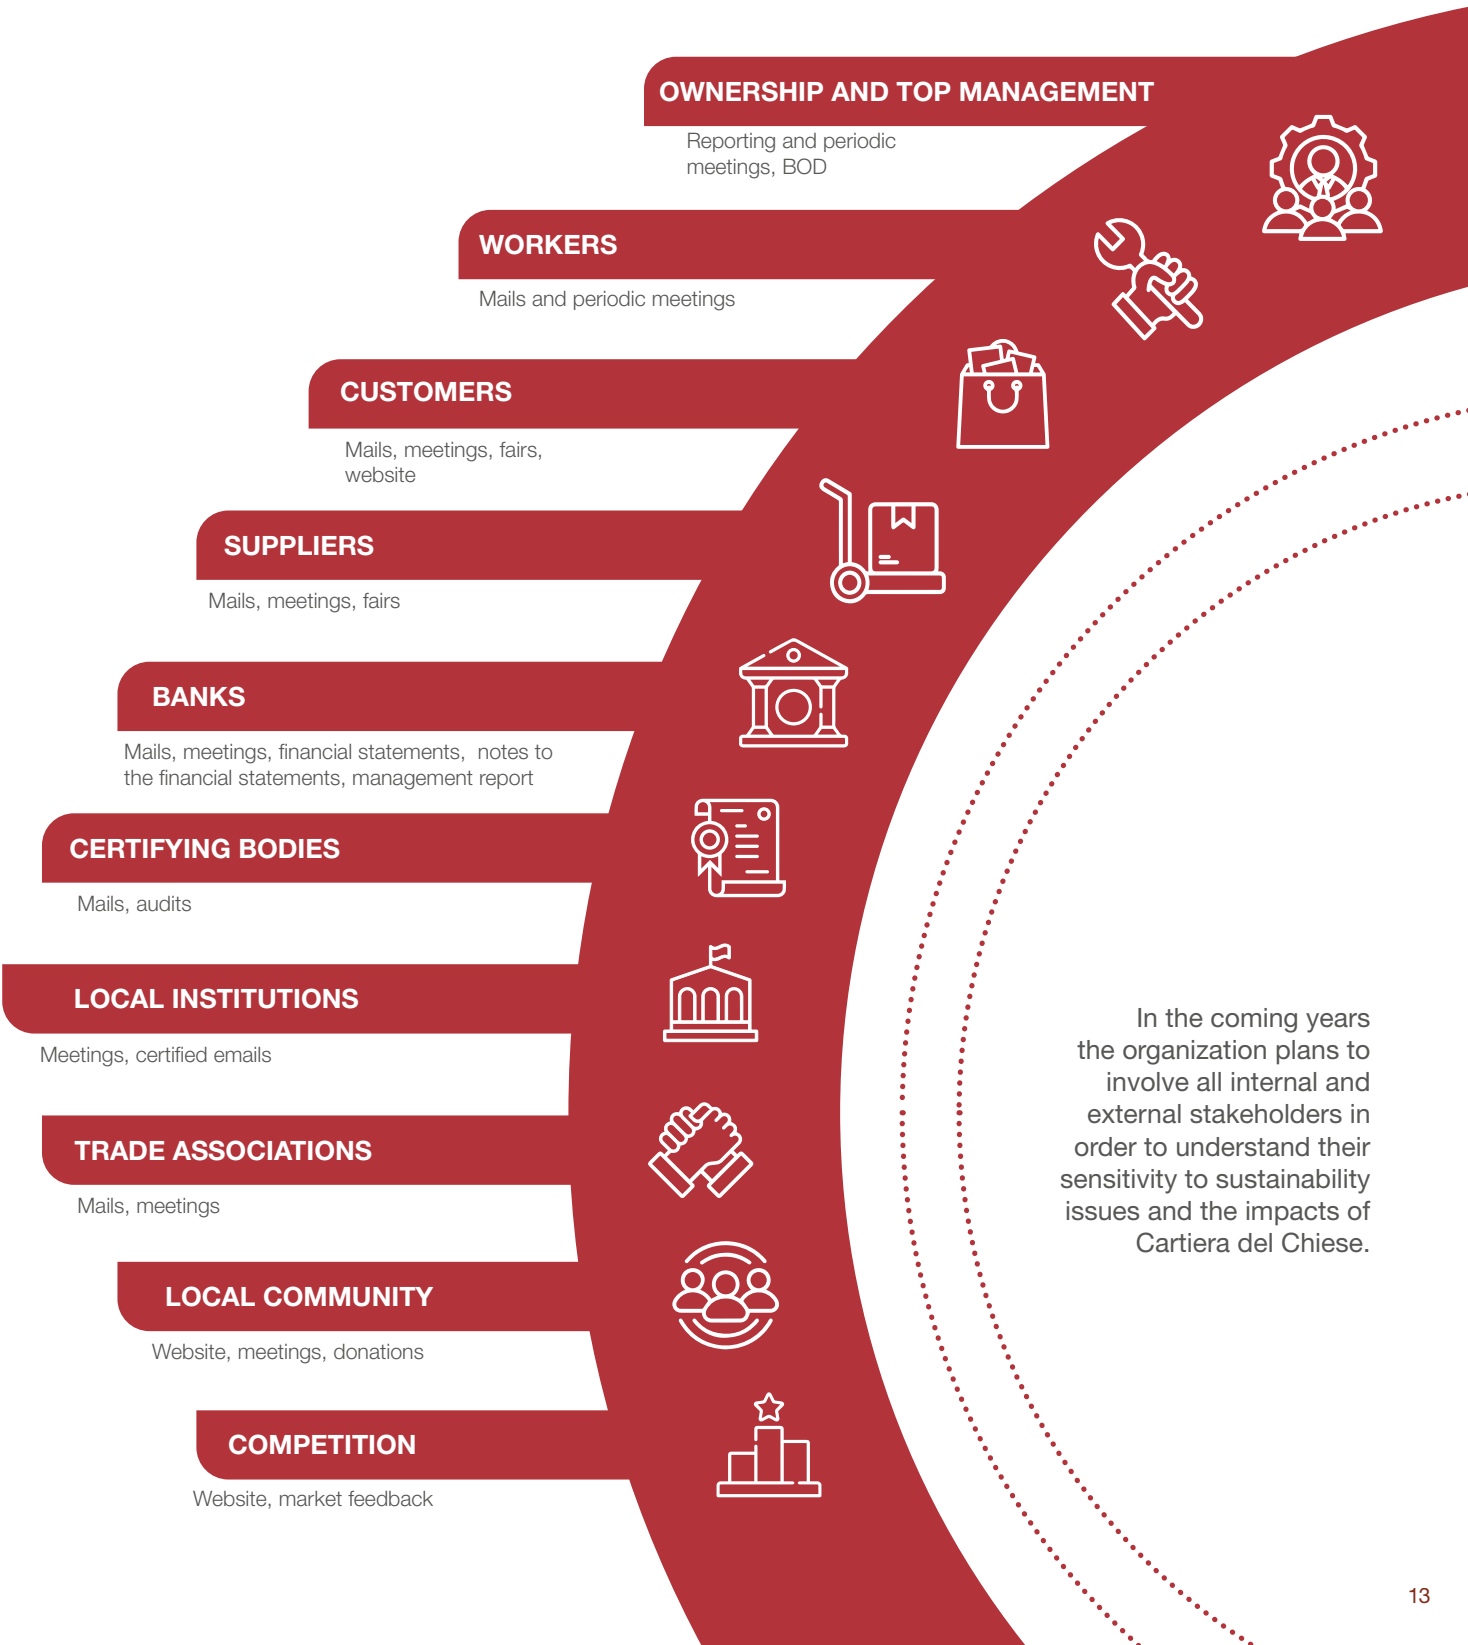 OWNERSHIP AND TOP MANAGEMENT
Reporting and periodic
meetings, BOD
WORKERS
Mails and periodic meetings
CUSTOMERS
Mails, meetings, fairs,
website
SUPPLIERS
Mails, meetings, fairs
BANKS
Mails, meetings, financial statements, notes to
the financial statements, management report
CERTIFYING BODIES
Mails, audits
LOCAL INSTITUTIONS
Meetings, certified emails
TRADE ASSOCIATIONS
Mails, meetings
LOCAL COMMUNITY
Website, meetings, donations
COMPETITION
Website, market feedback
In the coming years
the organization plans to
involve all internal and
external stakeholders in
order to understand their
sensitivity to sustainability
issues and the impacts of
Cartiera del Chiese.
13